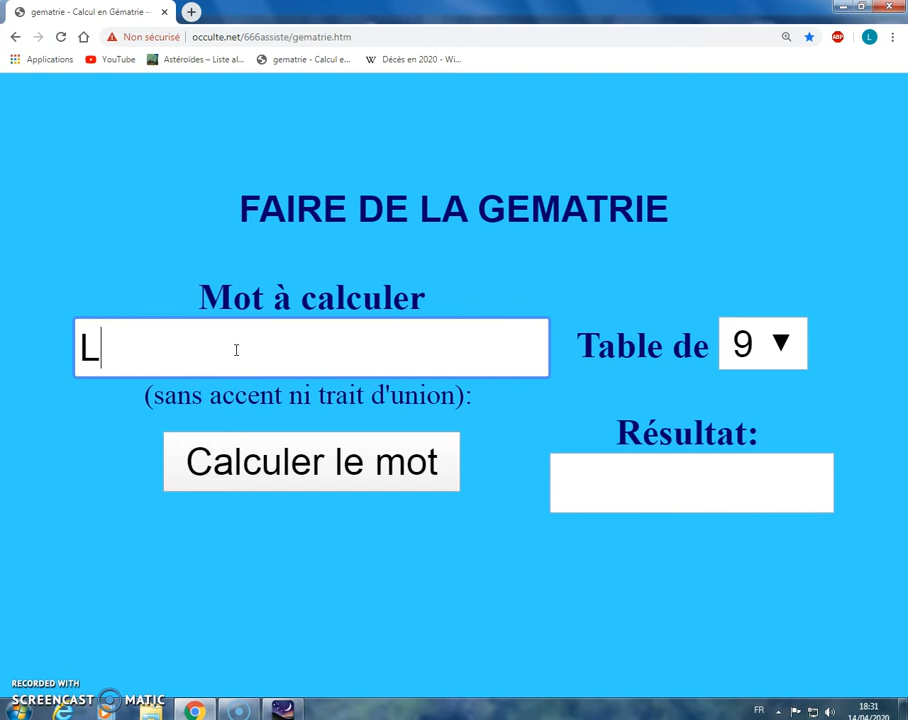 gematrie - Calcul en Gématrie -
Non sécurisé occulte.net/666assiste/gematrie.htm
ABP L
Applications YouTube Astéroïdes – Liste al... gematrie - Calcul e... W Décès en 2020 - Wi...
FAIRE DE LA GEMATRIE
Mot à calculer
L
Table de 9
(sans accent ni trait d'union):
Résultat:
Calculer le mot
RECORDED WITH
SCREENCAST MATIC
FR 18:31
14/04/2020